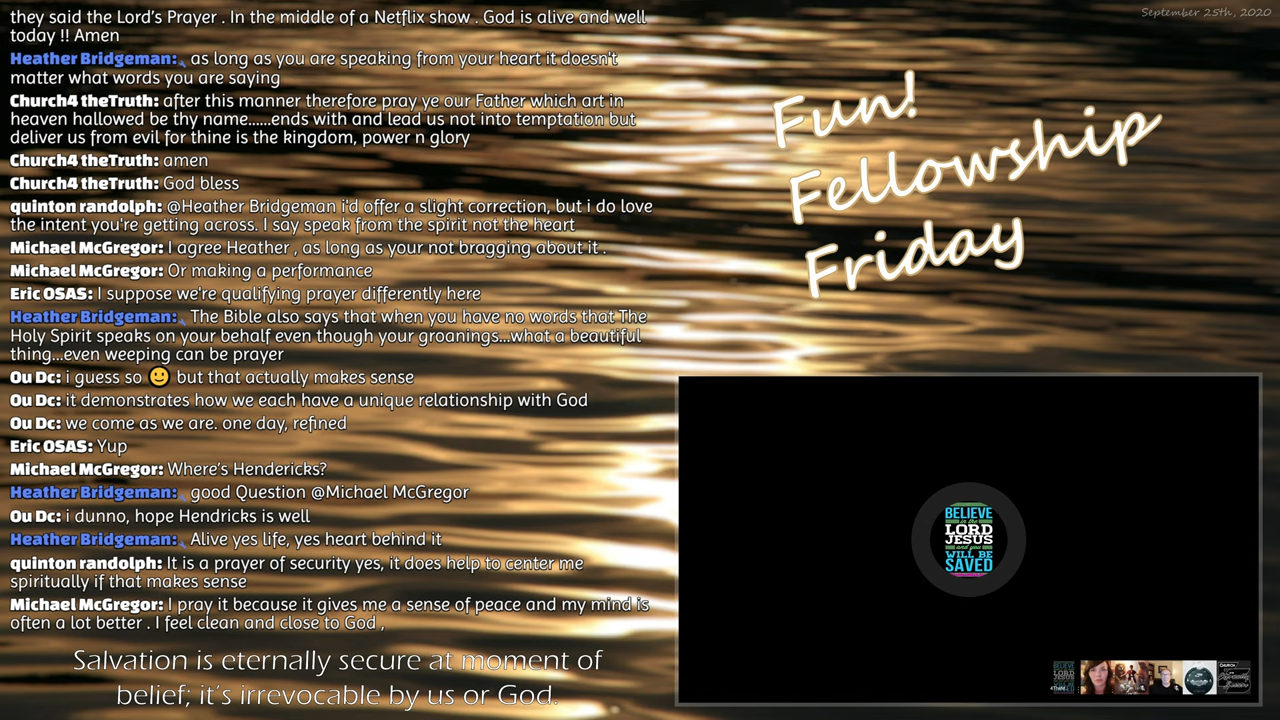 they said the Lord's Prayer . In the middle of a Netflix show . God is alive and well
today !! Amen
Heather Bridgeman: as long as you are speaking from your heart it doesn't
matter what words you are saying
Church4 theTruth: after this manner therefore pray ye our Father which art in
heaven hallowed be thy name......ends with and lead us not into temptation but
deliver us from evil for thine is the kingdom, power n glory
Church4 theTruth: amen
Church4 theTruth: God bless
quinton randolph: @Heather Bridgeman i'd offer a slight correction, but i do love
the intent you're getting across. I say speak from the spirit not the heart
Michael McGregor: I agree Heather , as long as your not bragging about it .
Michael McGregor: Or making a performance
Eric OSAS: I suppose we're qualifying prayer differently here
Heather Bridgeman: The Bible also says that when you have no words that The
Holy Spirit speaks on your behalf even though your groanings...what a beautiful
thing...even weeping can be prayer
Ou Dc: i guess so 🙂 but that actually makes sense
Ou Dc: it demonstrates how we each have a unique relationship with God
Ou Dc: we come as we are. one day, refined
Eric OSAS: Yup
Michael McGregor: Where's Hendericks?
Heather Bridgeman: good Question @Michael McGregor
Ou Dc: i dunno, hope Hendricks is well
Heather Bridgeman: Alive yes life, yes heart behind it
quinton randolph: It is a prayer of security yes, it does help to center me
spiritually if that makes sense
Michael McGregor: I pray it because it gives me a sense of peace and my mind is
often a lot better . I feel clean and close to God ,
Salvation is eternally secure at moment of
belief; it's irrevocable by us or God.
September 25th, 2020
Fun!
Fellowship
Friday
BELIEVE
in the
LORD
JESUS
and you
WILL BE
SAVED